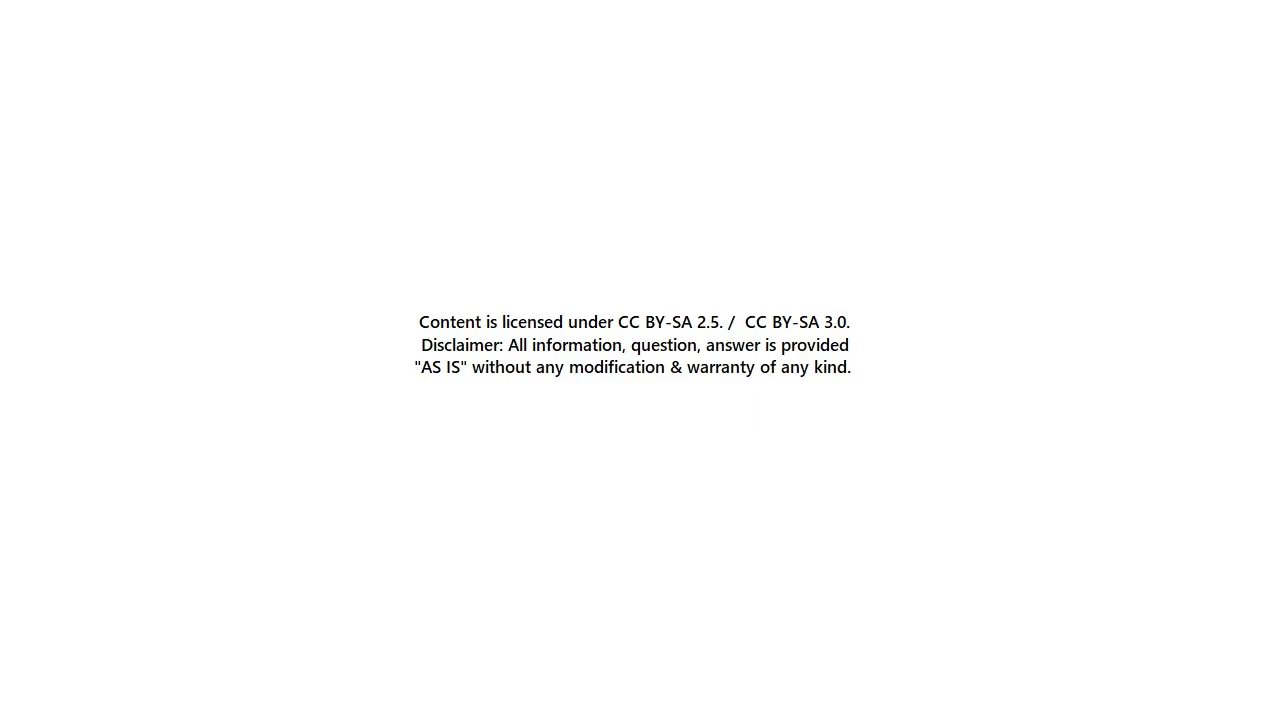 Content is licensed under CC BY-SA 2.5. /  CC BY-SA 3.0.
Disclaimer: All information, question, answer is provided
"AS IS" without any modification & warranty of any kind.